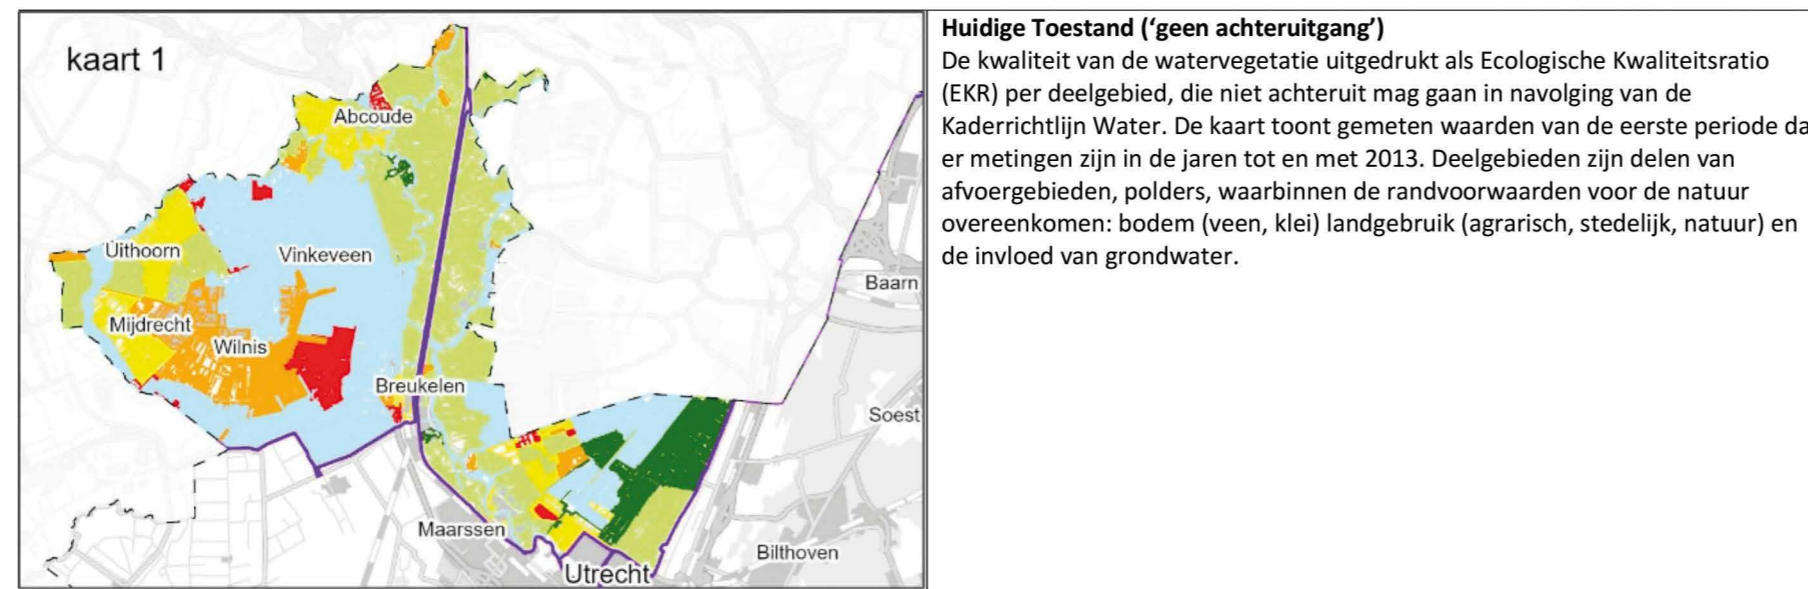 kaart 1
Abcoude
Uithoorn
Vinkeveen
Mijdrecht
Wilnis
Breukelen
Maarssen
Utrecht
Baarn
Soest
Bilthoven
Huidige Toestand (‘geen achteruitgang’)
De kwaliteit van de watervegetatie uitgedrukt als Ecologische Kwaliteitsratio
(EKR) per deelgebied, die niet achteruit mag gaan in navolging van de
Kaderrichtlijn Water. De kaart toont gemeten waarden van de eerste periode da
er metingen zijn in de jaren tot en met 2013. Deelgebieden zijn delen van
afvoergebieden, polders, waarbinnen de randvoorwaarden voor de natuur
overeenkomen: bodem (veen, klei) landgebruik (agrarisch, stedelijk, natuur) en
de invloed van grondwater.